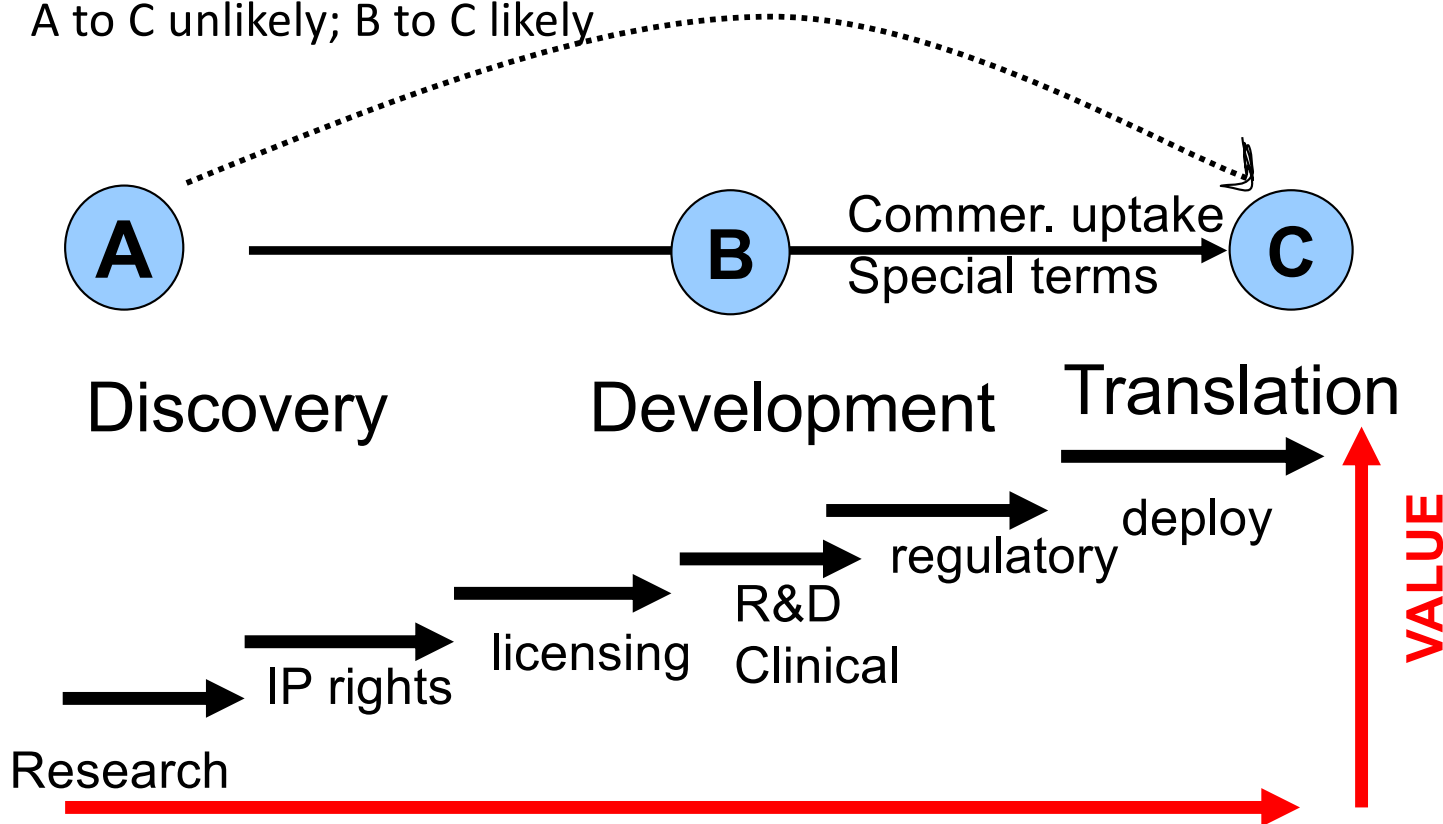 A to C unlikely; B to C likely
A
B
Commer. uptake
Special terms
C
Discovery
Development
Translation
deploy
regulatory
R&D
Clinical
licensing
IP rights
Research
VALUE